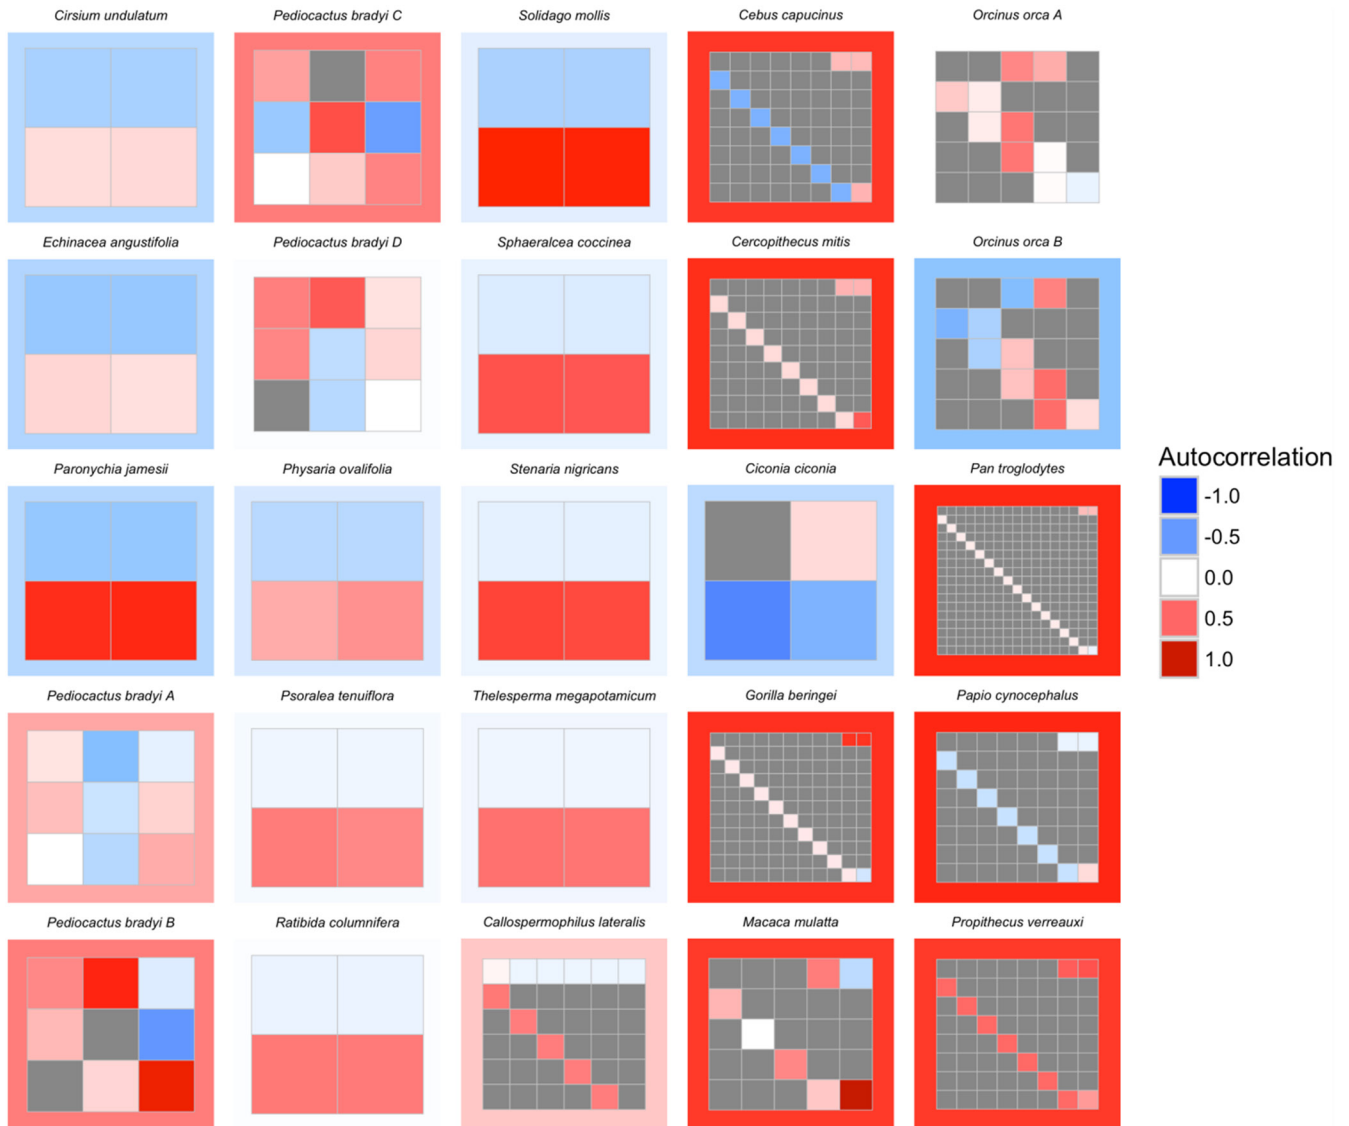 Cirsium undulatum
Pediocactus bradyi C
Solidago mollis
Cebus capucinus
Orcinus orca A
Echinacea angustifolia
Pediocactus bradyi D
Sphaeralcea coccinea
Cercopithecus mitis
Orcinus orca B
Paronychia jamesii
Physaria ovalifolia
Stenaria nigricans
Ciconia ciconia
Pan troglodytes
Pediocactus bradyi A
Psoralea tenuiflora
Thelesperma megapotamicum
Gorilla beringei
Papio cynocephalus
Pediocactus bradyi B
Ratibida columnifera
Callospermophilus lateralis
Macaca mulatta
Propithecus verreauxi
Autocorrelation
-1.0
-0.5
0.0
0.5
1.0